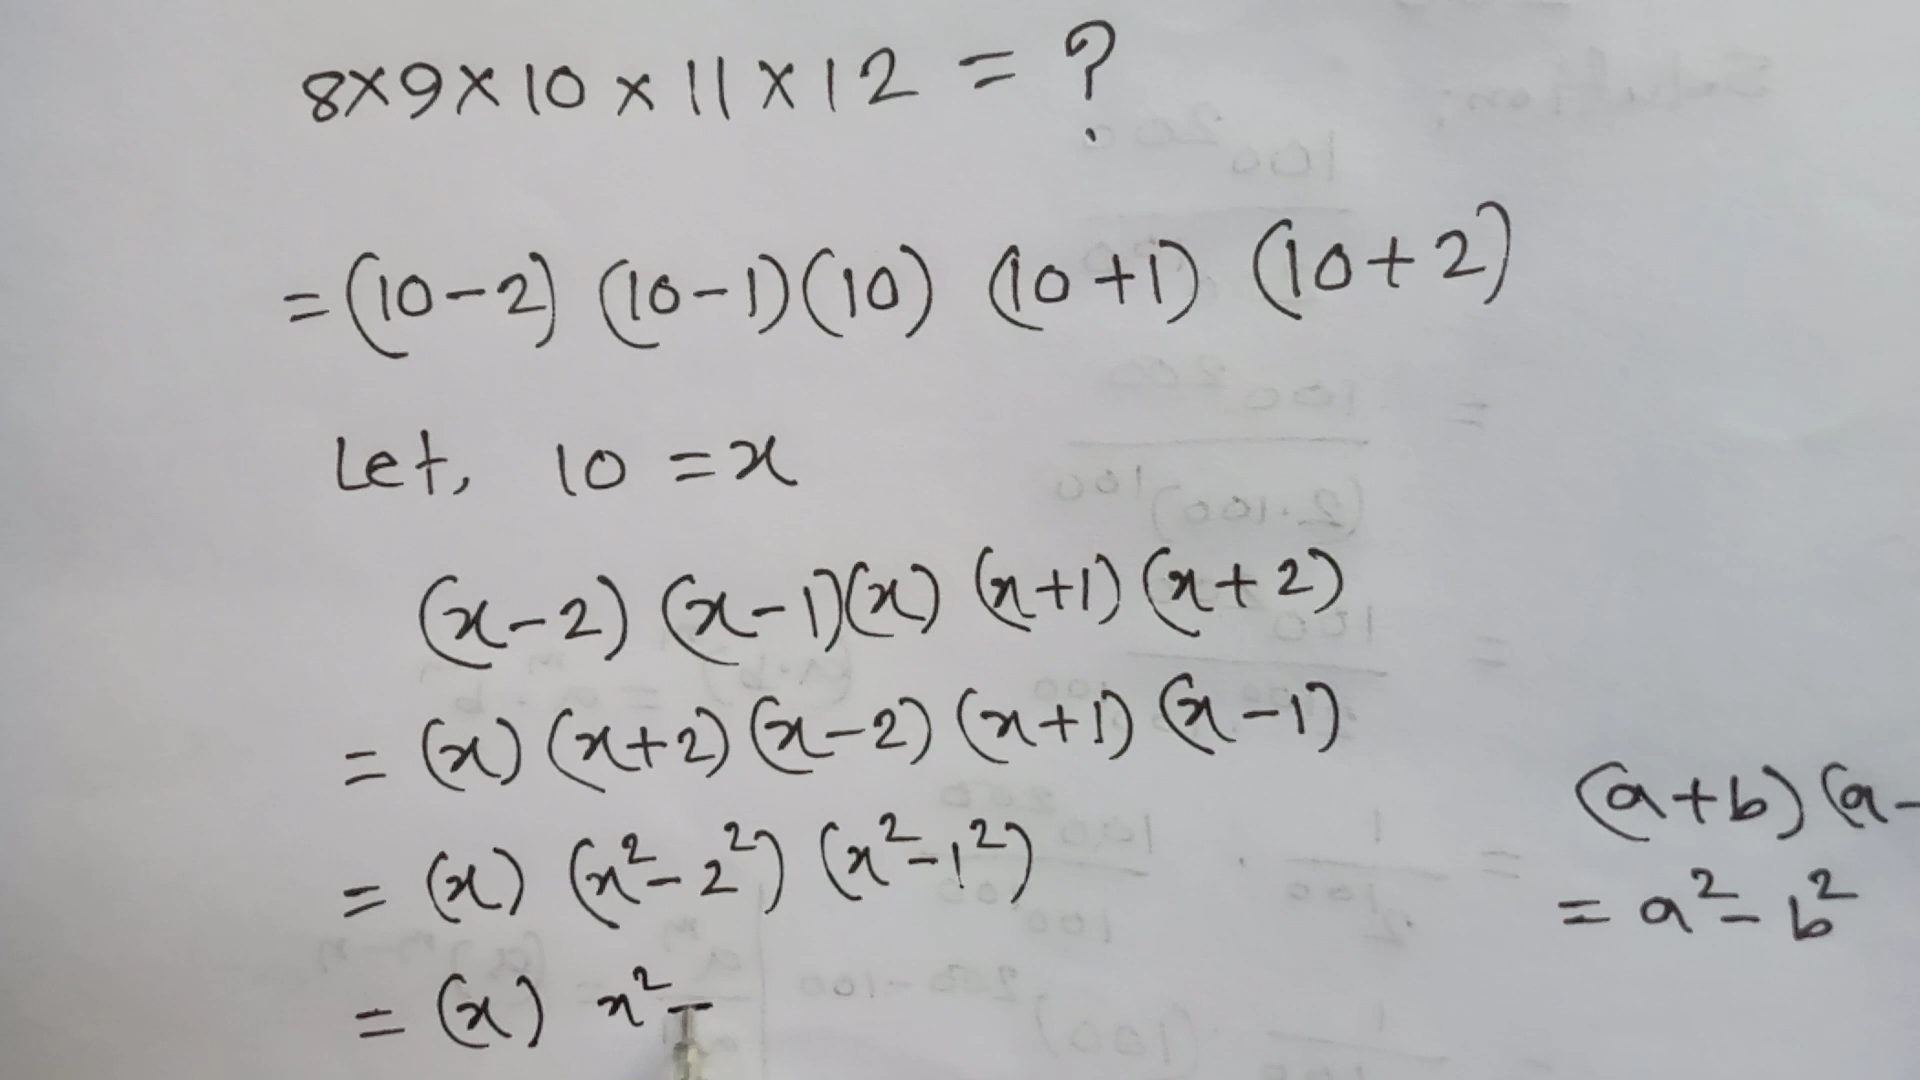 8×9×10×11×12 = ?
= (10-2) (10-1)(10) (10+1) (10+2)
Let, 10 = x
(x-2) (x-1)(x) (x+1) (x+2)
= (x) (x+2) (x-2) (x+1) (x-1)
= (x) (x²-2²) (x²-1²)
= (x) x²-
(a+b) (a-
= a²-b²